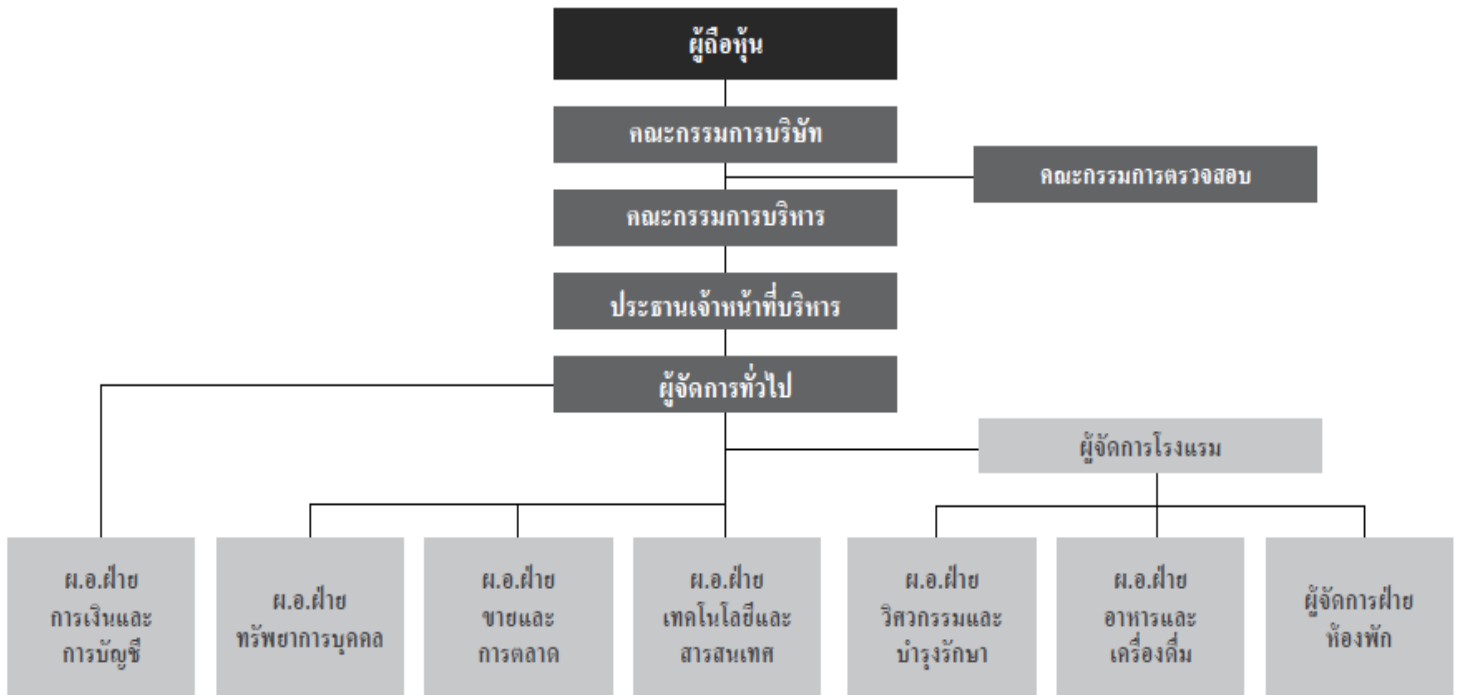 ผู้ถือหุ้น
คณะกรรมการบริษัท
คณะกรรมการตรวจสอบ
คณะกรรมการบริหาร
ประธานเจ้าหน้าที่บริหาร
ผู้จัดการทั่วไป
ผู้จัดการโรงแรม
ผ.อ.ฝ่าย
การเงินและ
การบัญชี
ผ.อ.ฝ่าย
ทรัพยาการบุคคล
ผ.อ.ฝ่าย
ขายและ
การตลาด
ผ.อ.ฝ่าย
เทคโนโลยีและ
สารสนเทศ
ผ.อ.ฝ่าย
วิศวกรรมและ
บำรุงรักษา
ผ.อ.ฝ่าย
อาหารและ
เครื่องดื่ม
ผู้จัดการฝ่าย
ห้องพัก